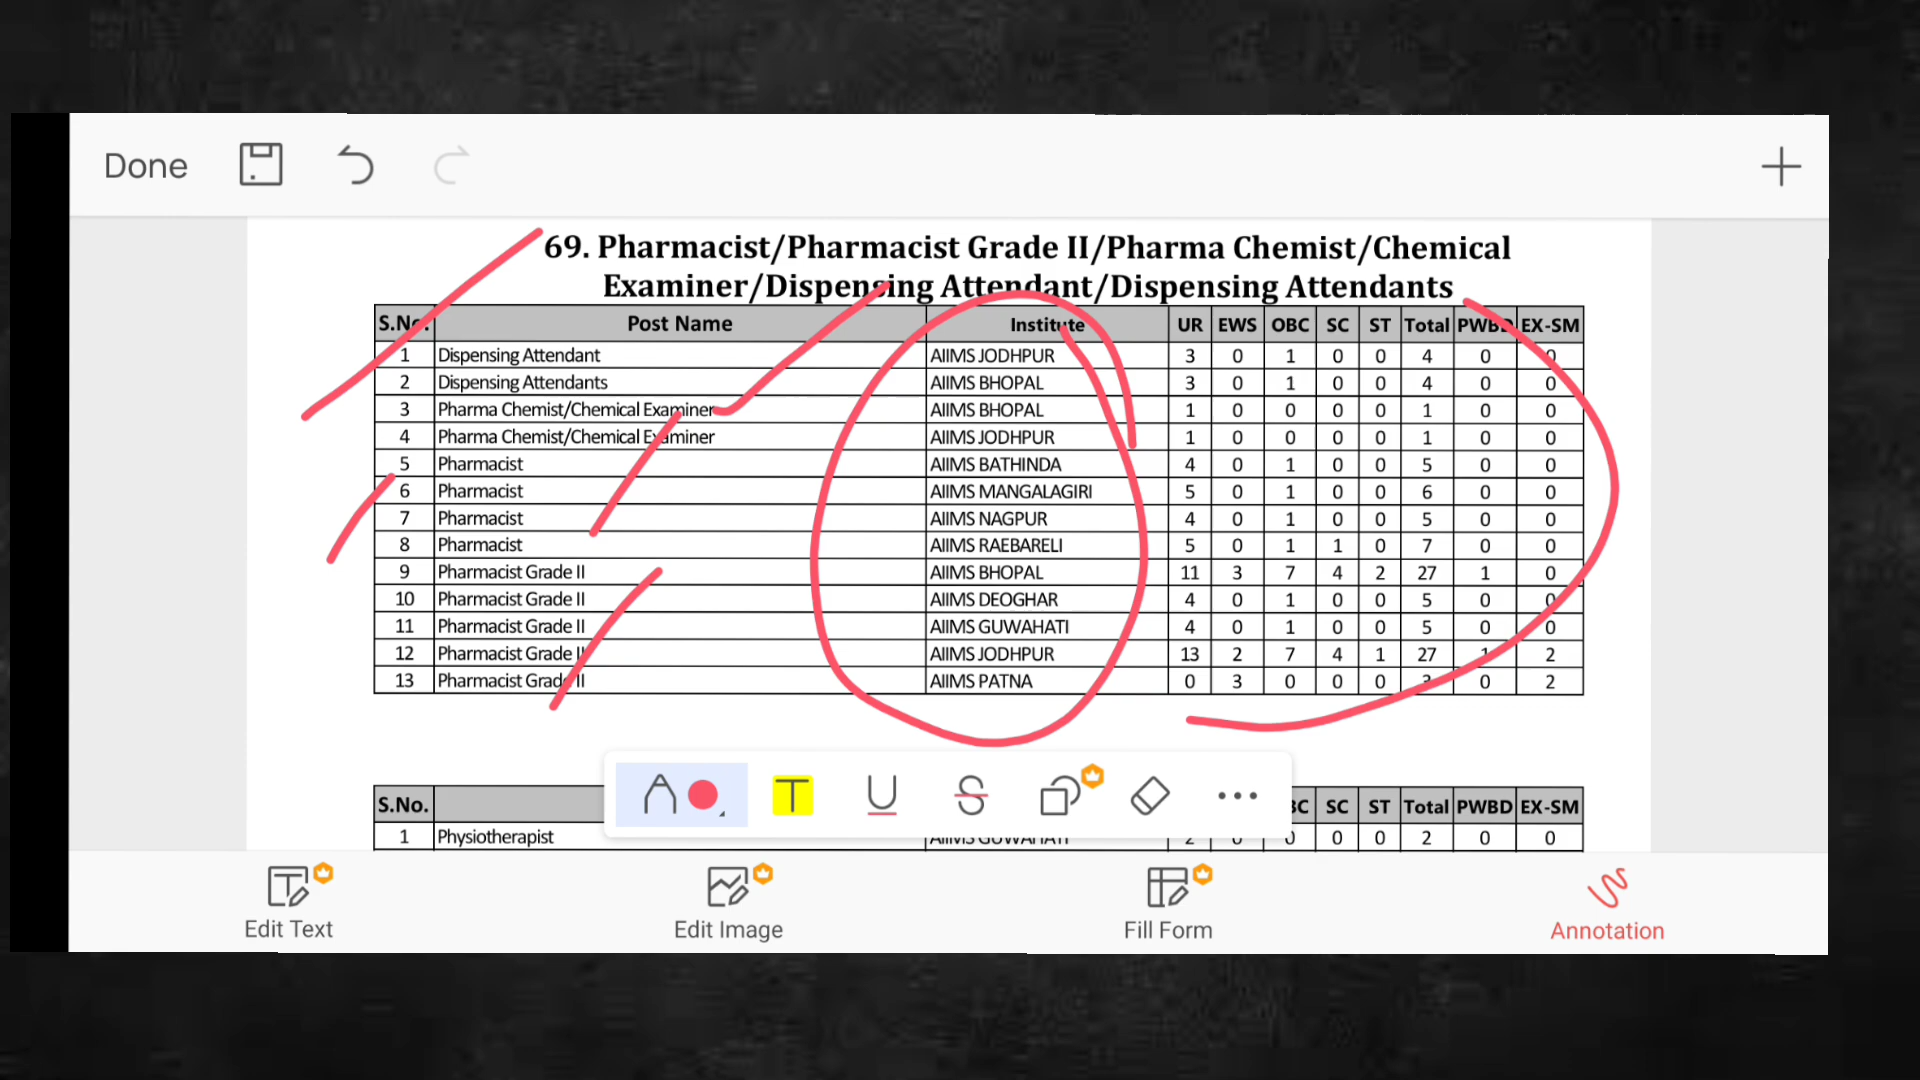 Done
69. Pharmacist/Pharmacist Grade II/Pharma Chemist/Chemical
Examiner/Dispensing Attendant/Dispensing Attendants
S.No. Post Name Institute UR EWS OBC SC ST Total PWBD EX-SM
1 Dispensing Attendant AIIMS JODHPUR 3 0 1 0 0 4 0 0
2 Dispensing Attendants AIIMS BHOPAL 3 0 1 0 0 4 0 0
3 Pharma Chemist/Chemical Examiner AIIMS BHOPAL 1 0 0 0 0 1 0 0
4 Pharma Chemist/Chemical Examiner AIIMS JODHPUR 1 0 0 0 0 1 0 0
5 Pharmacist AIIMS BATHINDA 4 0 1 0 0 5 0 0
6 Pharmacist AIIMS MANGALAGIRI 5 0 1 0 0 6 0 0
7 Pharmacist AIIMS NAGPUR 4 0 1 0 0 5 0 0
8 Pharmacist AIIMS RAEBARELI 5 0 1 1 0 7 0 0
9 Pharmacist Grade II AIIMS BHOPAL 11 3 7 4 2 27 1 0
10 Pharmacist Grade II AIIMS DEOGHAR 4 0 1 0 0 5 0 0
11 Pharmacist Grade II AIIMS GUWAHATI 4 0 1 0 0 5 0 0
12 Pharmacist Grade II AIIMS JODHPUR 13 2 7 4 1 27 1 2
13 Pharmacist Grade II AIIMS PATNA 0 3 0 0 0 3 0 2
S.No. SC ST Total PWBD EX-SM
1 Physiotherapist AIIMS GUWAHATI 2 0 0 0 0 2 0 0
Edit Text Edit Image Fill Form Annotation